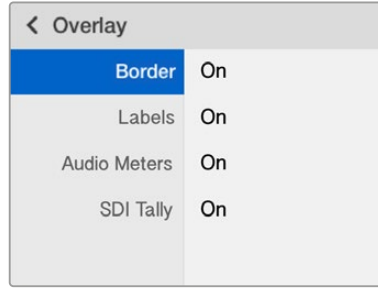 Overlay
Border On
Labels On
Audio Meters On
SDI Tally On